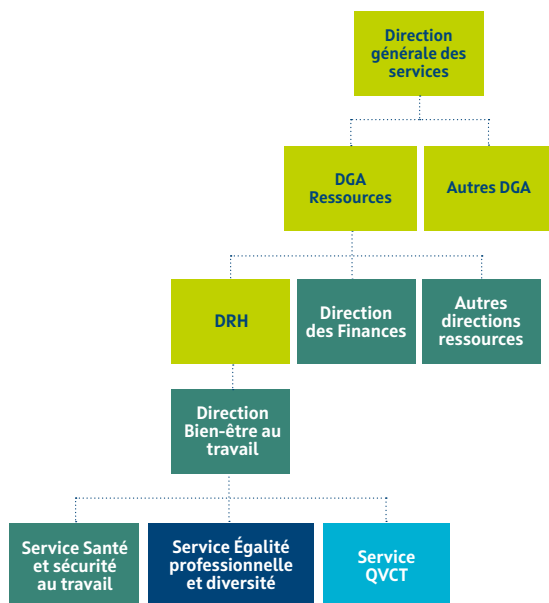 Direction
générale des
services
DGA
Ressources
Autres DGA
DRH
Direction
des Finances
Autres
directions
ressources
Direction
Bien-être au
travail
Service Santé
et sécurité
au travail
Service Égalité
professionnelle
et diversité
Service
QVCT